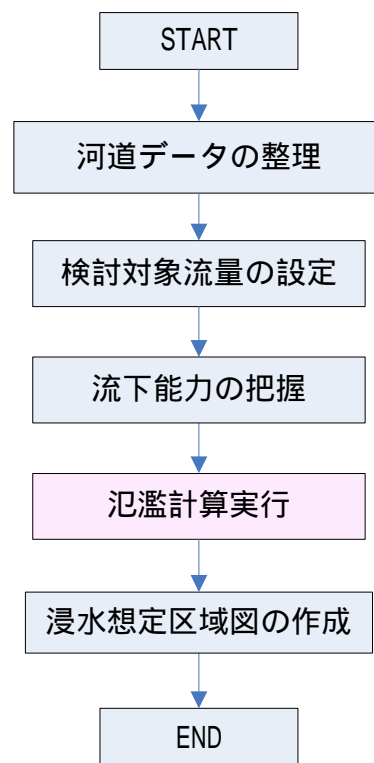 START
河道データの整理
検討対象流量の設定
流下能力の把握
氾濫計算実行
浸水想定区域図の作成
END